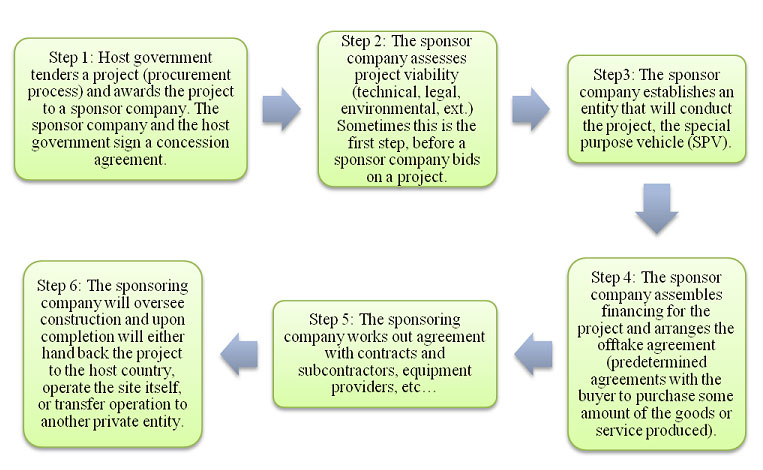 Step 1: Host government
tenders a project (procurement
process) and awards the project
to a sponsor company. The
sponsor company and the host
government sign a concession
agreement.
Step 2: The sponsor
company assesses
project viability
(technical, legal,
environmental, ext.)
Sometimes this is the
first step, before a
sponsor company bids
on a project.
Step3: The sponsor
company establishes an
entity that will conduct
the project, the special
purpose vehicle (SPV).
Step 4: The sponsor
company assembles
financing for the
project and arranges the
offtake agreement
(predetermined
agreements with the
buyer to purchase some
amount of the goods or
service produced).
Step 5: The sponsoring
company works out agreement
with contracts and
subcontractors, equipment
providers, etc…
Step 6: The sponsoring
company will oversee
construction and upon
completion will either
hand back the project
to the host country,
operate the site itself,
or transfer operation to
another private entity.